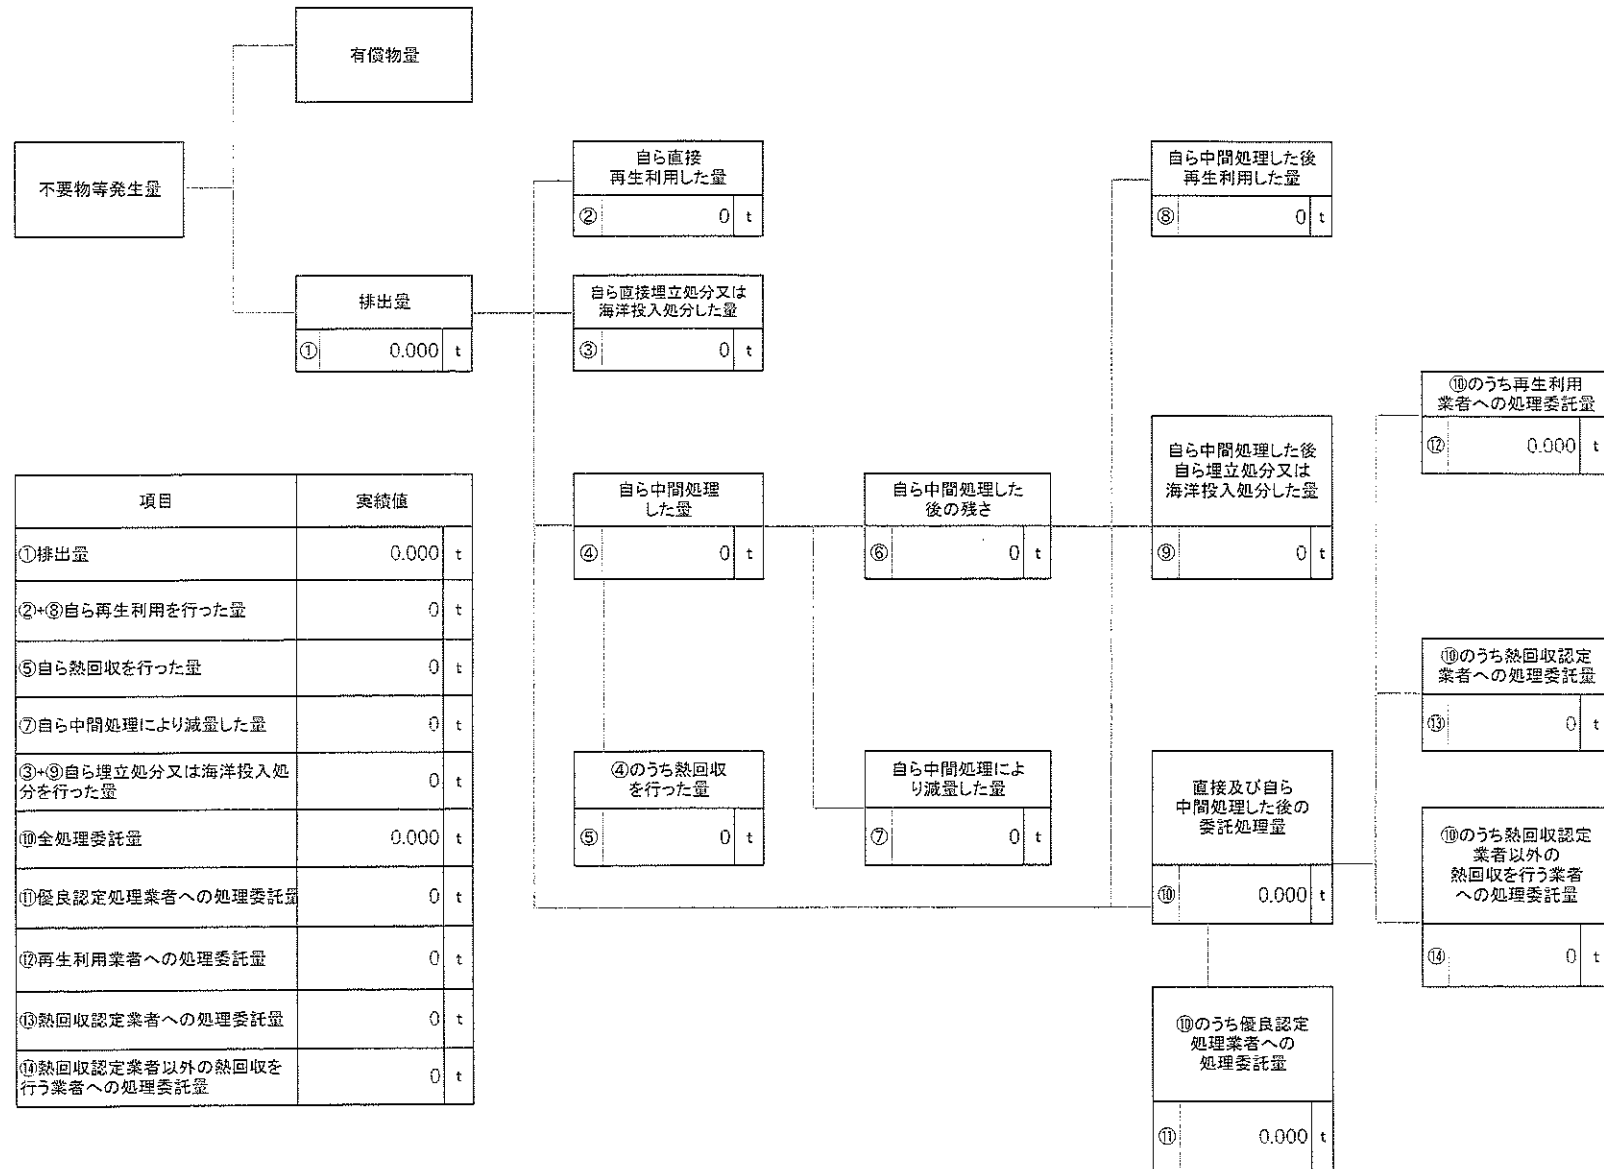 有償物量
不要物等発生量
排出量
① 0.000 t
自ら直接
再生利用した量
② 0 t
自ら直接埋立処分又は
海洋投入処分した量
③ 0 t
自ら中間処理
した量
④ 0 t
④のうち熱回収
を行った量
⑤ 0 t
自ら中間処理した
後の残さ
⑥ 0 t
自ら中間処理によ
り減量した量
⑦ 0 t
自ら中間処理した後
再生利用した量
⑧ 0 t
自ら中間処理した後
自ら埋立処分又は
海洋投入処分した量
⑨ 0 t
直接及び自ら
中間処理した後の
委託処理量
⑩ 0.000 t
⑩のうち優良認定
処理業者への
処理委託量
⑪ 0.000 t
⑩のうち再生利用
業者への処理委託量
⑫ 0.000 t
⑩のうち熱回収認定
業者への処理委託量
⑬ 0 t
⑩のうち熱回収認定
業者以外の
熱回収を行う業者
への処理委託量
⑭ 0 t
項目 実績値
①排出量 0.000 t
②+⑧自ら再生利用を行った量 0 t
⑤自ら熱回収を行った量 0 t
⑦自ら中間処理により減量した量 0 t
③+⑨自ら埋立処分又は海洋投入処
分を行った量 0 t
⑩全処理委託量 0.000 t
⑪優良認定処理業者への処理委託量 0 t
⑫再生利用業者への処理委託量 0 t
⑬熱回収認定業者への処理委託量 0 t
⑭熱回収認定業者以外の熱回収を
行う業者への処理委託量 0 t